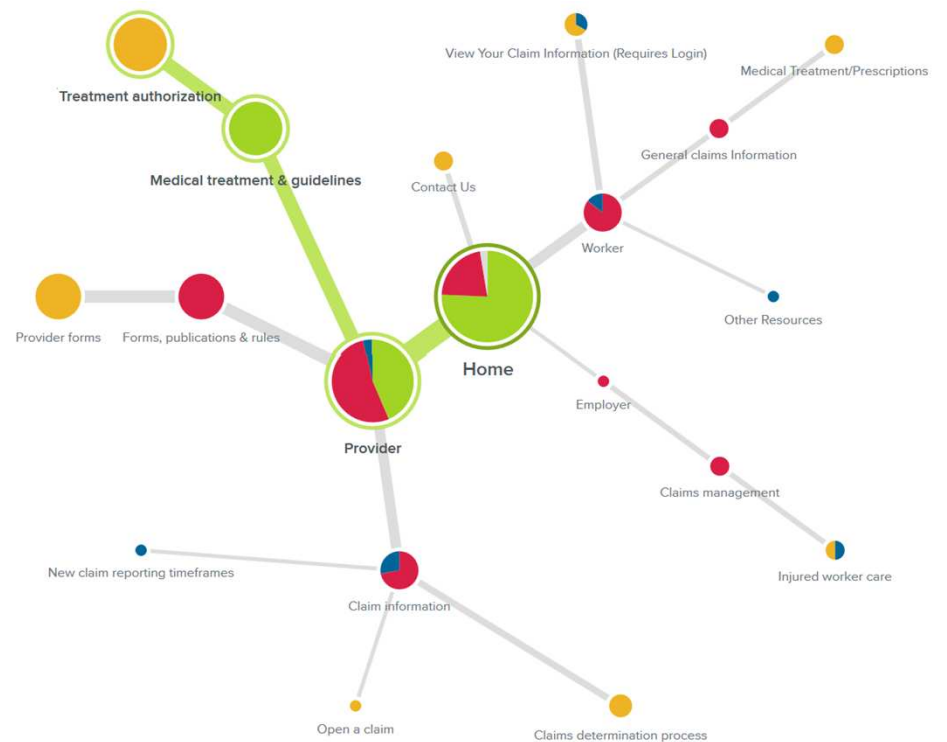 View Your Claim Information (Requires Login)
Medical Treatment/Prescriptions
Treatment authorization
General claims Information
Medical treatment & guidelines
Contact Us
Worker
Other Resources
Provider forms
Forms, publications & rules
Home
Employer
Provider
Claims management
New claim reporting timeframes
Injured worker care
Claim information
Open a claim
Claims determination process